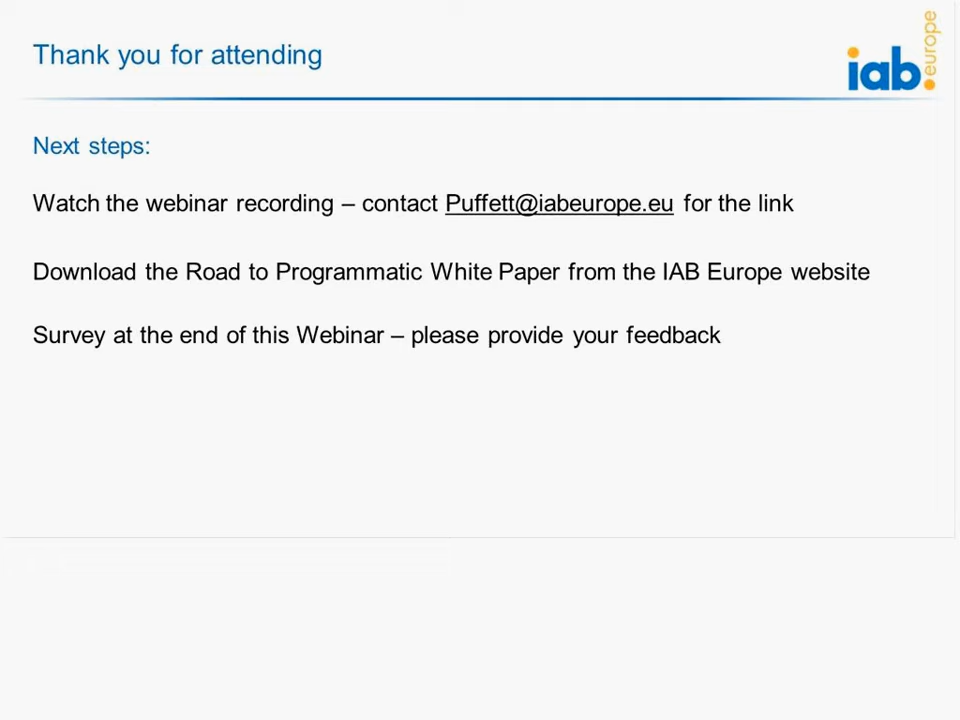 Thank you for attending
iab.
europe
Next steps:
Watch the webinar recording – contact Puffett@iabeurope.eu for the link
Download the Road to Programmatic White Paper from the IAB Europe website
Survey at the end of this Webinar – please provide your feedback